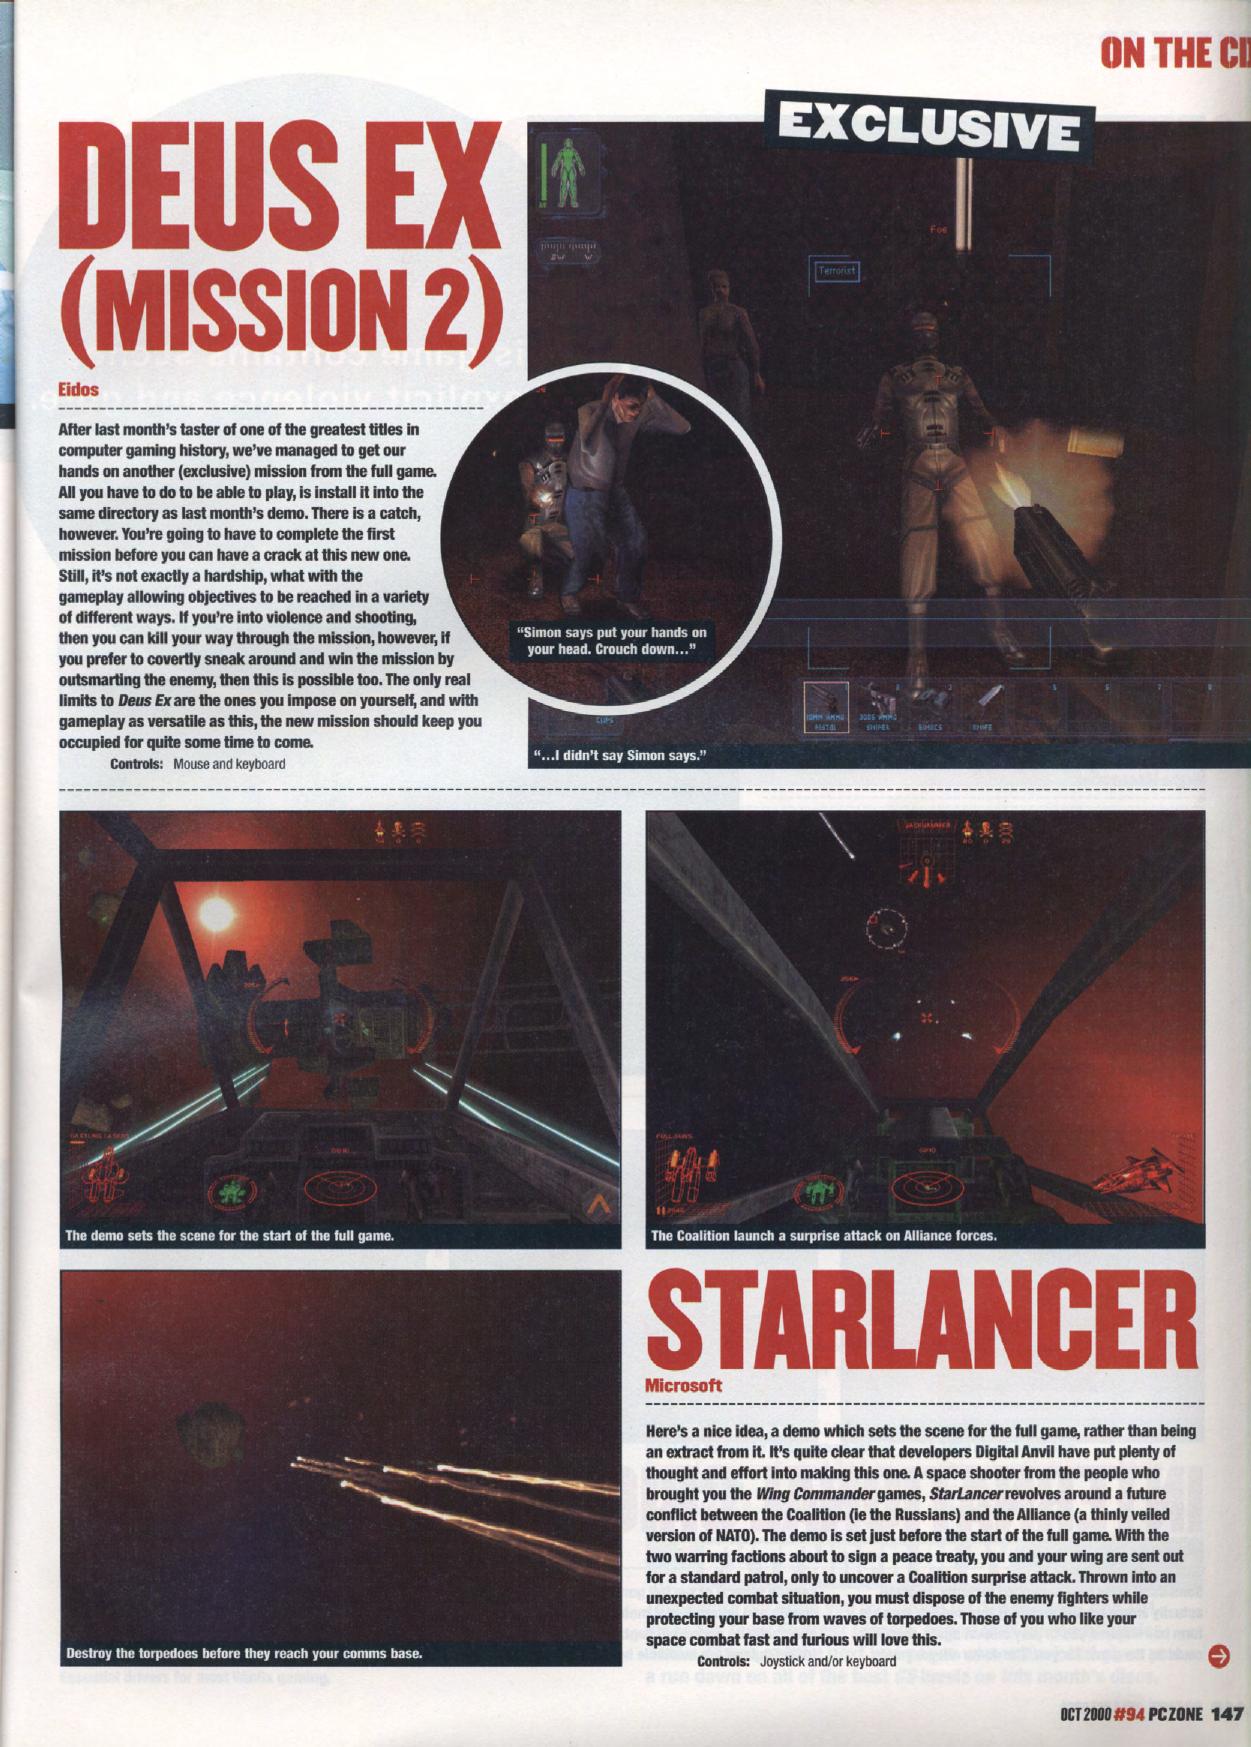 ON THE CD
EXCLUSIVE
DEUS EX
(MISSION 2)
Eidos
After last month's taster of one of the greatest titles in
computer gaming history, we've managed to get our
hands on another (exclusive) mission from the full game.
All you have to do to be able to play, is install it into the
same directory as last month's demo. There is a catch,
however. You're going to have to complete the first
mission before you can have a crack at this new one.
Still, it's not exactly a hardship, what with the
gameplay allowing objectives to be reached in a variety
of different ways. If you're into violence and shooting,
then you can kill your way through the mission, however, if
you prefer to covertly sneak around and win the mission by
outsmarting the enemy, then this is possible too. The only real
limits to Deus Ex are the ones you impose on yourself, and with
gameplay as versatile as this, the new mission should keep you
occupied for quite some time to come.
Controls: Mouse and keyboard
Foe
Terrorist
"Simon says put your hands on
your head. Crouch down..."
CLIPS
"...I didn't say Simon says."
The demo sets the scene for the start of the full game.
The Coalition launch a surprise attack on Alliance forces.
Destroy the torpedoes before they reach your comms base.
STARLANCER
Microsoft
Here's a nice idea, a demo which sets the scene for the full game, rather than being
an extract from it. It's quite clear that developers Digital Anvil have put plenty of
thought and effort into making this one. A space shooter from the people who
brought you the Wing Commander games, StarLancer revolves around a future
conflict between the Coalition (ie the Russians) and the Alliance (a thinly veiled
version of NATO). The demo is set just before the start of the full game. With the
two warring factions about to sign a peace treaty, you and your wing are sent out
for a standard patrol, only to uncover a Coalition surprise attack. Thrown into an
unexpected combat situation, you must dispose of the enemy fighters while
protecting your base from waves of torpedoes. Those of you who like your
space combat fast and furious will love this.
Controls: Joystick and/or keyboard
OCT 2000 #94 PC ZONE 147